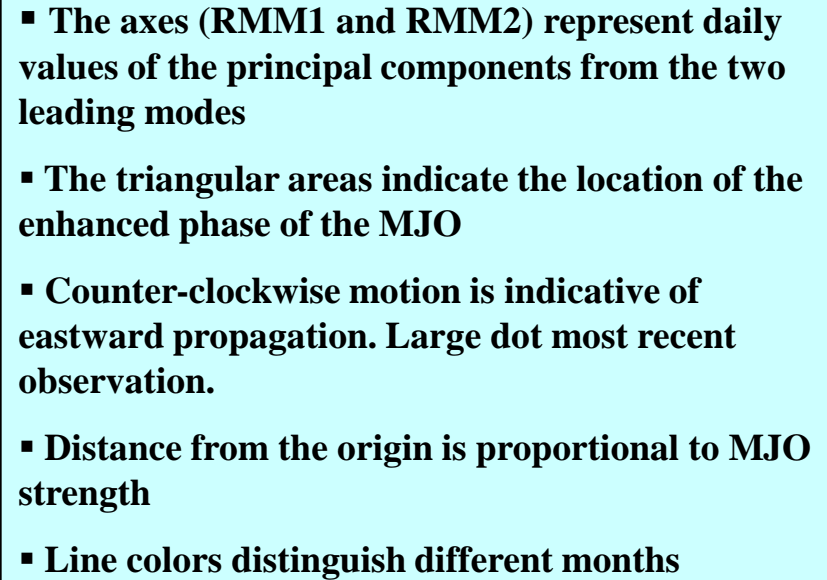 ▪ The axes (RMM1 and RMM2) represent daily
values of the principal components from the two
leading modes
▪ The triangular areas indicate the location of the
enhanced phase of the MJO
▪ Counter-clockwise motion is indicative of
eastward propagation. Large dot most recent
observation.
▪ Distance from the origin is proportional to MJO
strength
▪ Line colors distinguish different months